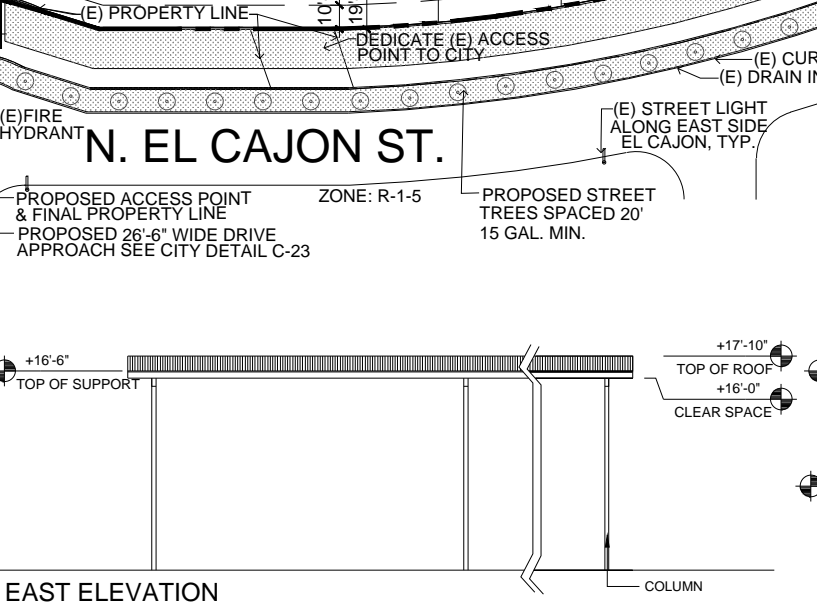 (E) PROPERTY LINE
10'
19'
DEDICATE (E) ACCESS
POINT TO CITY
(E) CUR
(E) DRAIN IN
(E)FIRE
HYDRANT
N. EL CAJON ST.
(E) STREET LIGHT
ALONG EAST SIDE
EL CAJON, TYP.
PROPOSED ACCESS POINT
& FINAL PROPERTY LINE
PROPOSED 26'-6" WIDE DRIVE
APPROACH SEE CITY DETAIL C-23
ZONE: R-1-5
PROPOSED STREET
TREES SPACED 20'
15 GAL. MIN.
+16'-6"
TOP OF SUPPORT
+17'-10"
TOP OF ROOF
+16'-0"
CLEAR SPACE
COLUMN
EAST ELEVATION